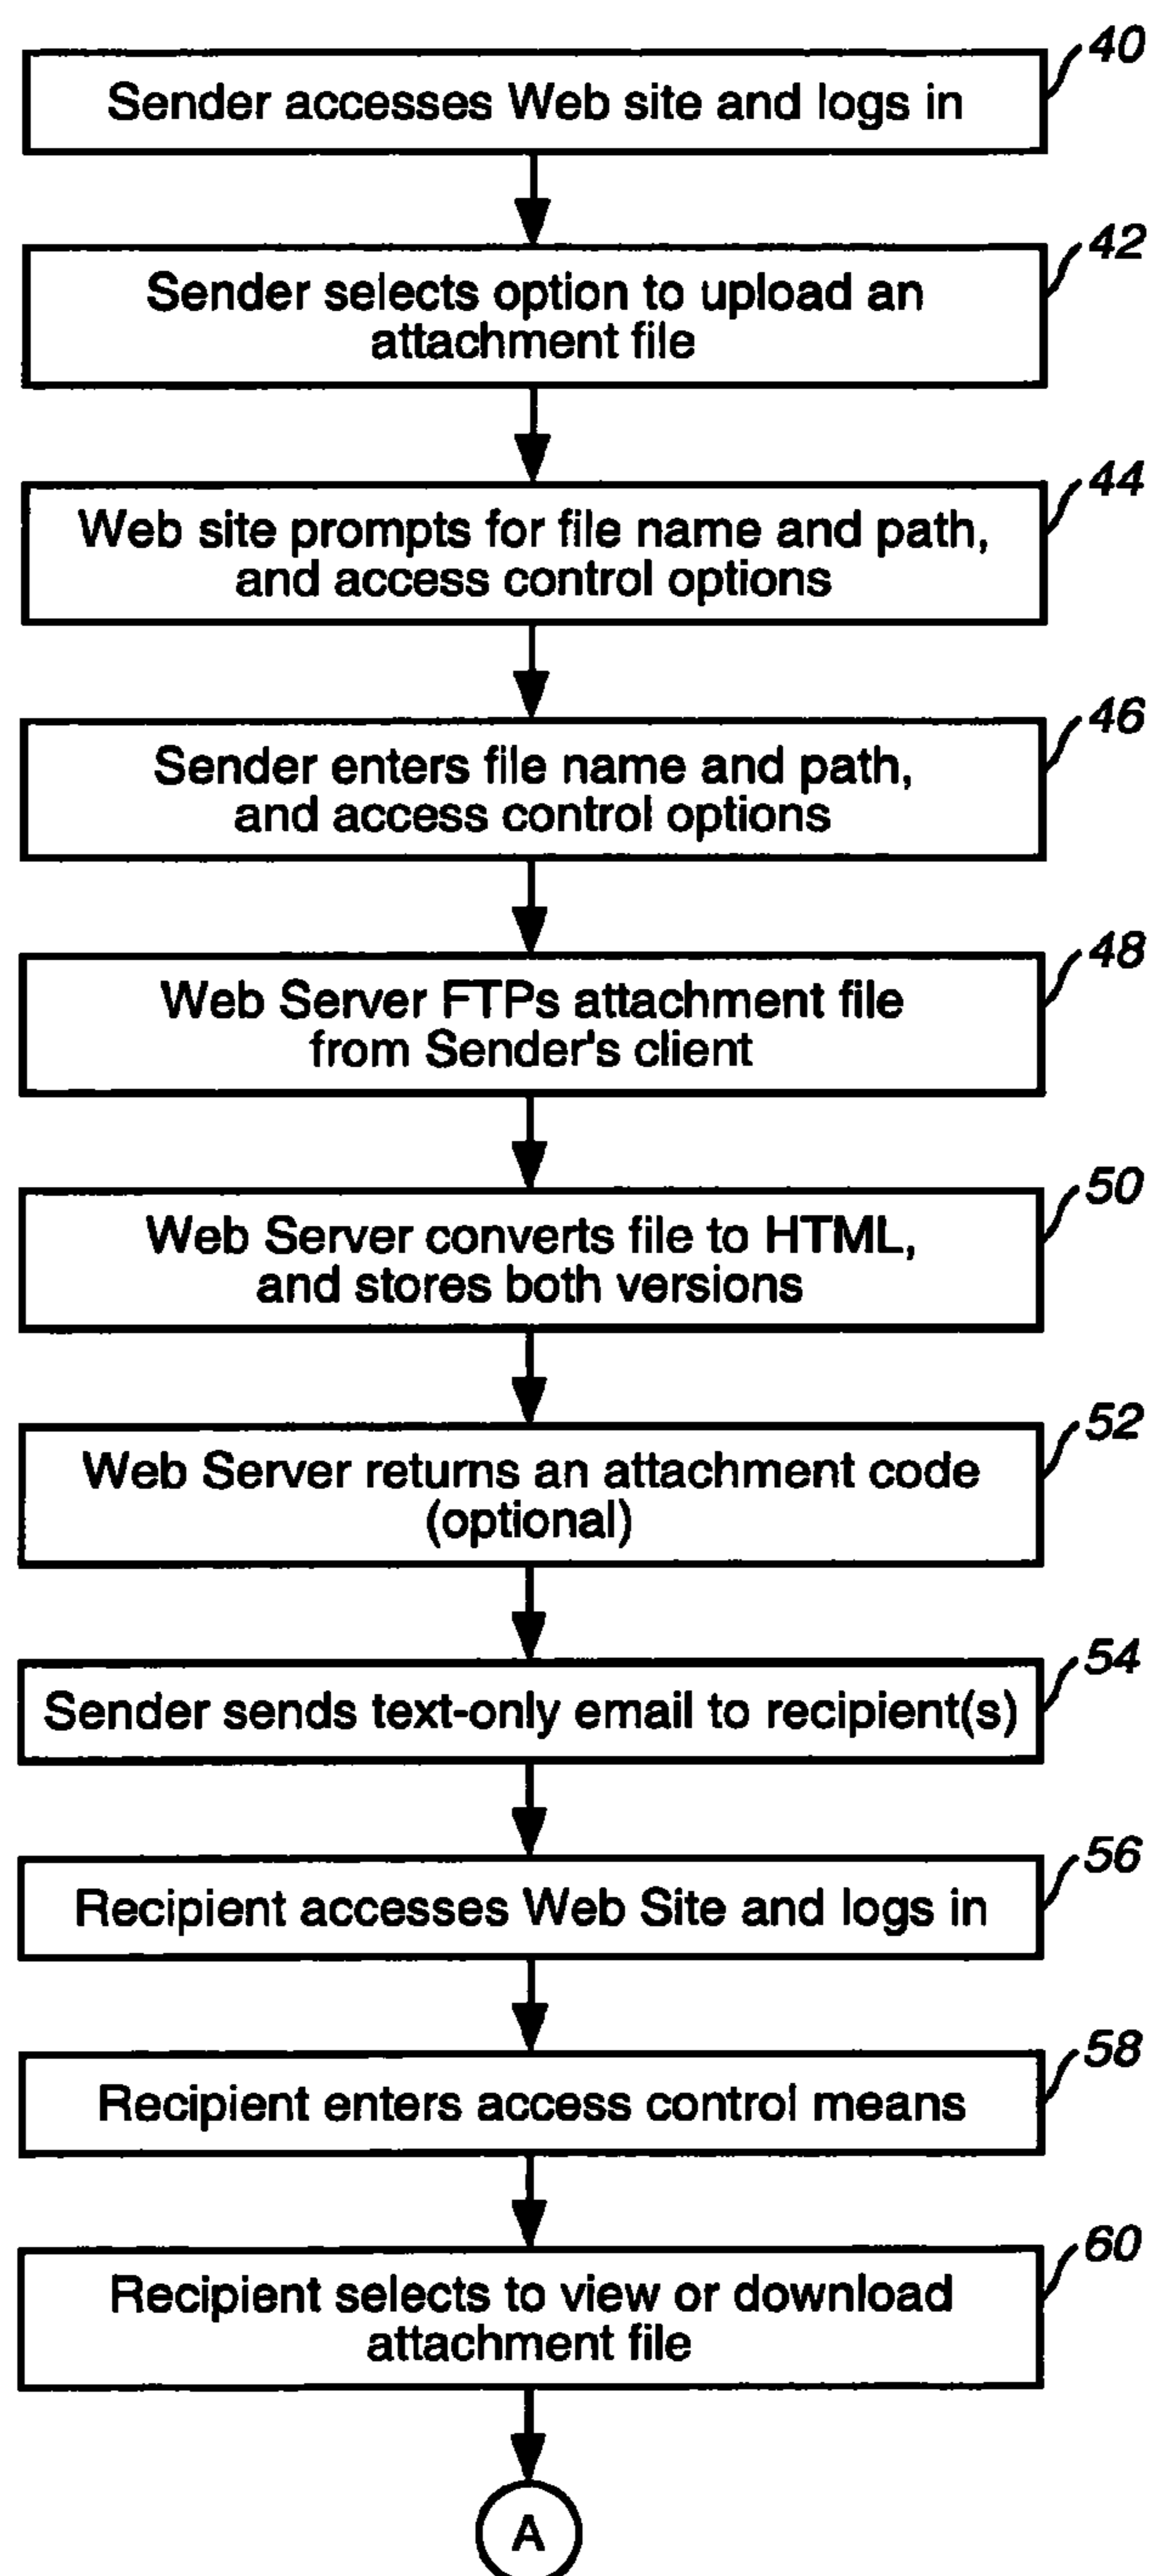 40
Sender accesses Web site and logs in
42
Sender selects option to upload an
attachment file
44
Web site prompts for file name and path,
and access control options
46
Sender enters file name and path,
and access control options
48
Web Server FTPs attachment file
from Sender's client
50
Web Server converts file to HTML,
and stores both versions
52
Web Server returns an attachment code
(optional)
54
Sender sends text-only email to recipient(s)
56
Recipient accesses Web Site and logs in
58
Recipient enters access control means
60
Recipient selects to view or download
attachment file
A